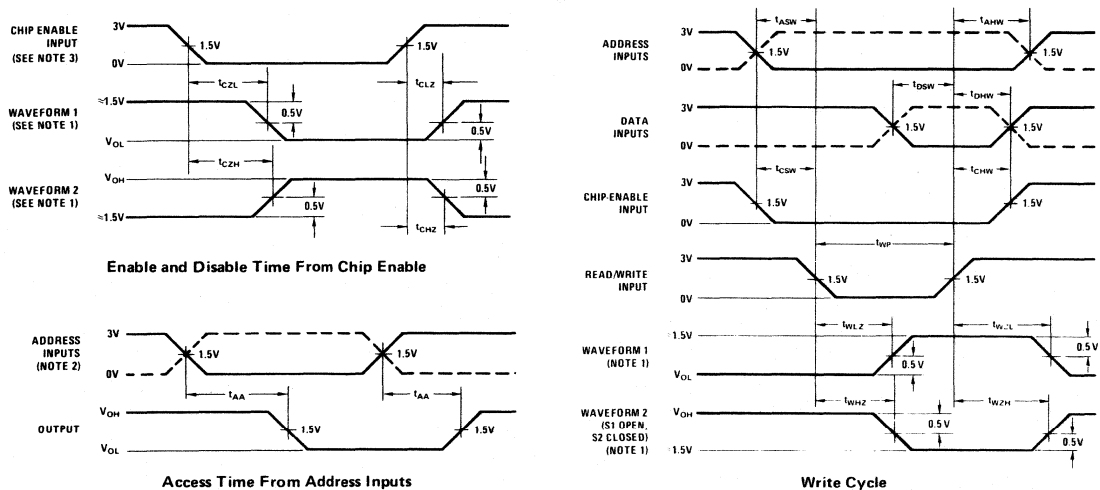 CHIP ENABLE
INPUT
(SEE NOTE 3)
3V
0V
1.5V
1.5V
tCZL
tCLZ
WAVEFORM 1
(SEE NOTE 1)
≈1.5V
VOL
0.5V
0.5V
tCZH
WAVEFORM 2
(SEE NOTE 1)
VOH
≈1.5V
0.5V
0.5V
tCHZ
Enable and Disable Time From Chip Enable
ADDRESS
INPUTS
(NOTE 2)
3V
0V
1.5V
1.5V
tAA
tAA
OUTPUT
VOH
VOL
1.5V
1.5V
Access Time From Address Inputs
tASW
tAHW
ADDRESS
INPUTS
3V
0V
1.5V
1.5V
tDSW
tDHW
DATA
INPUTS
3V
0V
1.5V
1.5V
tCSW
tCHW
CHIP-ENABLE
INPUT
3V
0V
1.5V
1.5V
tWP
READ/WRITE
INPUT
3V
0V
1.5V
1.5V
tWLZ
WAVEFORM 1
(NOTE 1)
1.5V
VOL
0.5 V
0.5 V
tWHZ
tWZH
WAVEFORM 2
(S1 OPEN,
S2 CLOSED)
(NOTE 1)
VOH
1.5V
0.5 V
0.5V
Write Cycle